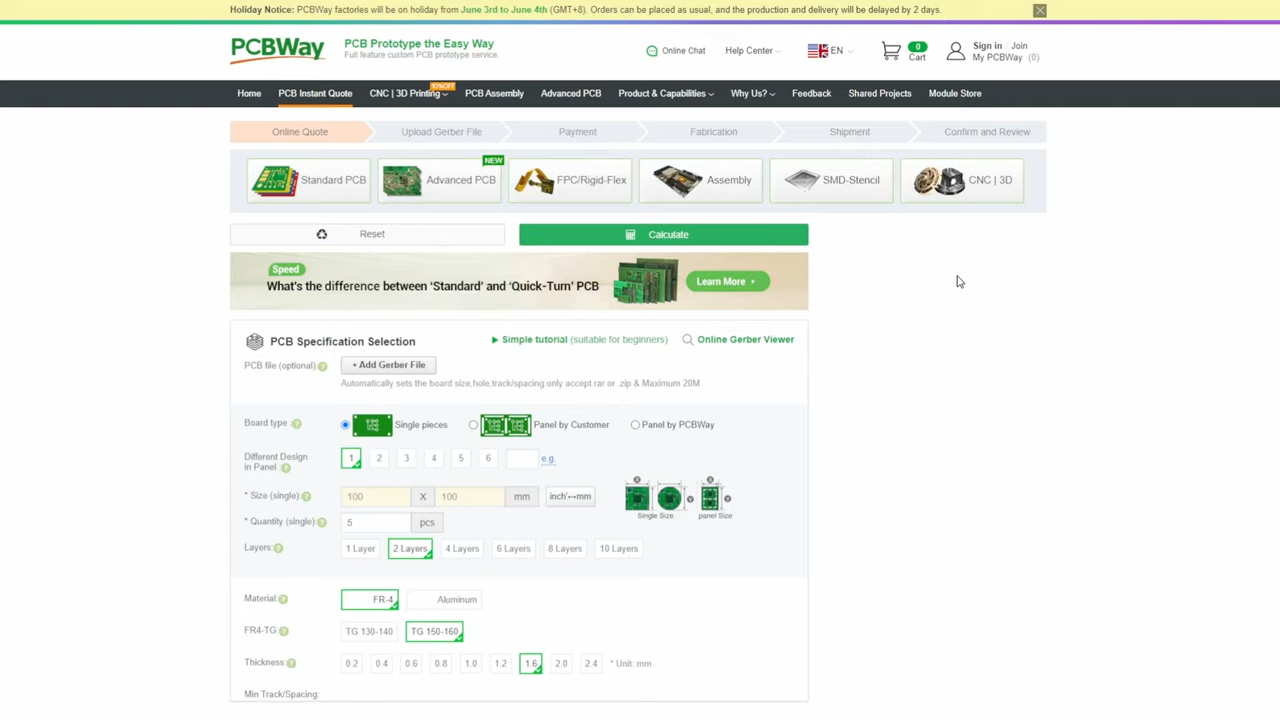 Holiday Notice: PCBWay factories will be on holiday from June 3rd to June 4th (GMT+8). Orders can be placed as usual, and the production and delivery will be delayed by 2 days.
PCBWay
PCB Prototype the Easy Way
Full feature custom PCB prototype service.
Online Chat
Help Center
EN
0
Cart
Sign in Join
My PCBWay (0)
Home
PCB Instant Quote
CNC | 3D Printing
PCB Assembly
Advanced PCB
Product & Capabilities
Why Us?
Feedback
Shared Projects
Module Store
Online Quote
Upload Gerber File
Payment
Fabrication
Shipment
Confirm and Review
Standard PCB
NEW
Advanced PCB
FPC/Rigid-Flex
Assembly
SMD-Stencil
CNC | 3D
Reset
Calculate
Speed
What's the difference between 'Standard' and 'Quick-Turn' PCB
Learn More
PCB Specification Selection
Simple tutorial (suitable for beginners)
Online Gerber Viewer
PCB file (optional) ?
+ Add Gerber File
Automatically sets the board size,hole,track/spacing only accept rar or .zip & Maximum 20M
Board type : ?
Single pieces
Panel by Customer
Panel by PCBWay
Different Design
in Panel : ?
1 2 3 4 5 6 e.g.
* Size (single) : ?
100 X 100 mm inch↔mm
Single Size
panel Size
* Quantity (single) : ?
5 pcs
Layers: ?
1 Layer 2 Layers 4 Layers 6 Layers 8 Layers 10 Layers
Material: ?
FR-4 Aluminum
FR4-TG: ?
TG 130-140 TG 150-160
Thickness: ?
0.2 0.4 0.6 0.8 1.0 1.2 1.6 2.0 2.4 * Unit: mm
Min Track/Spacing: